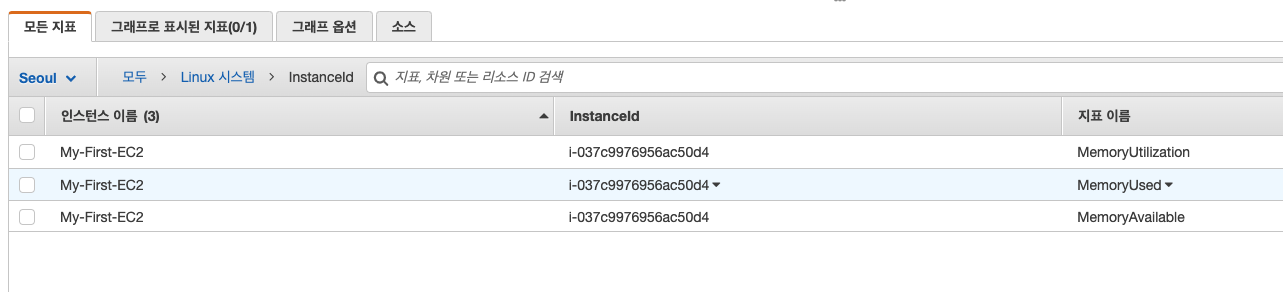 모든 지표 그래프로 표시된 지표(0/1) 그래프 옵션 소스
Seoul 모두 Linux 시스템 InstanceId 지표, 차원 또는 리소스 ID 검색
인스턴스 이름 (3) InstanceId 지표 이름
My-First-EC2 i-037c9976956ac50d4 MemoryUtilization
My-First-EC2 i-037c9976956ac50d4 MemoryUsed
My-First-EC2 i-037c9976956ac50d4 MemoryAvailable